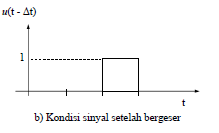 u(t - Δt)
1
t
b) Kondisi sinyal setelah bergeser